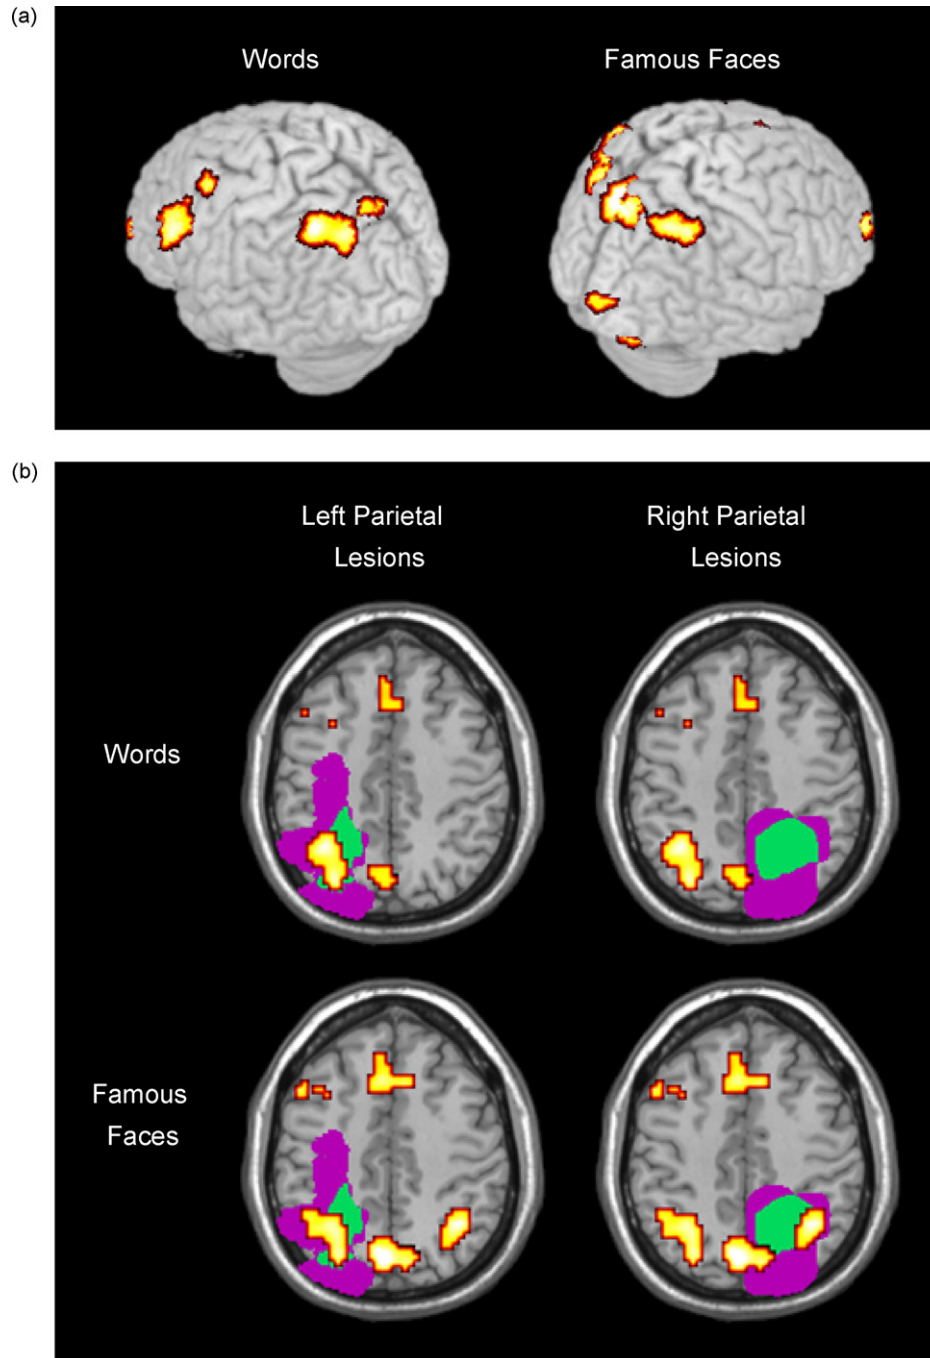 (a)
Words Famous Faces
(b)
Left Parietal Right Parietal
Lesions Lesions
Words
Famous
Faces